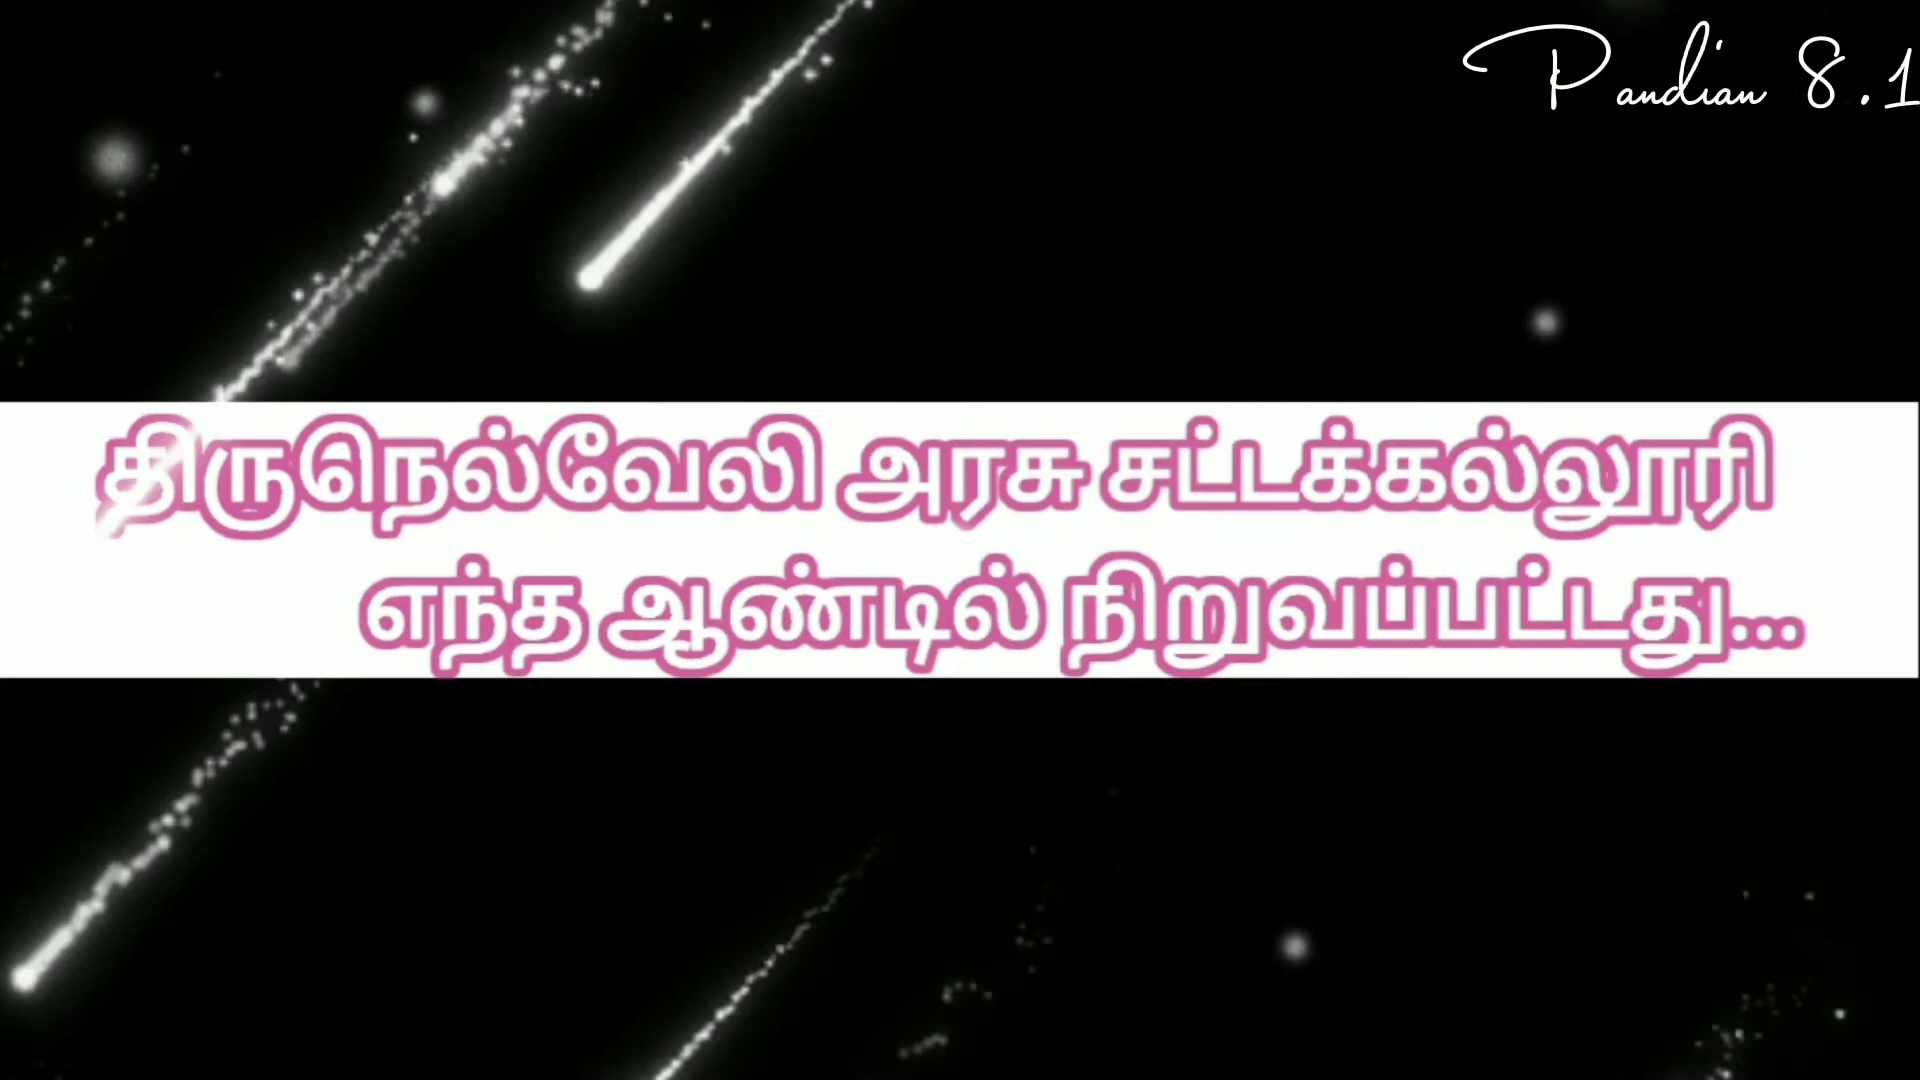 Pandian 8.1
திருநெல்வேலி அரசு சட்டக்கல்லூரி
எந்த ஆண்டில் நிறுவப்பட்டது...